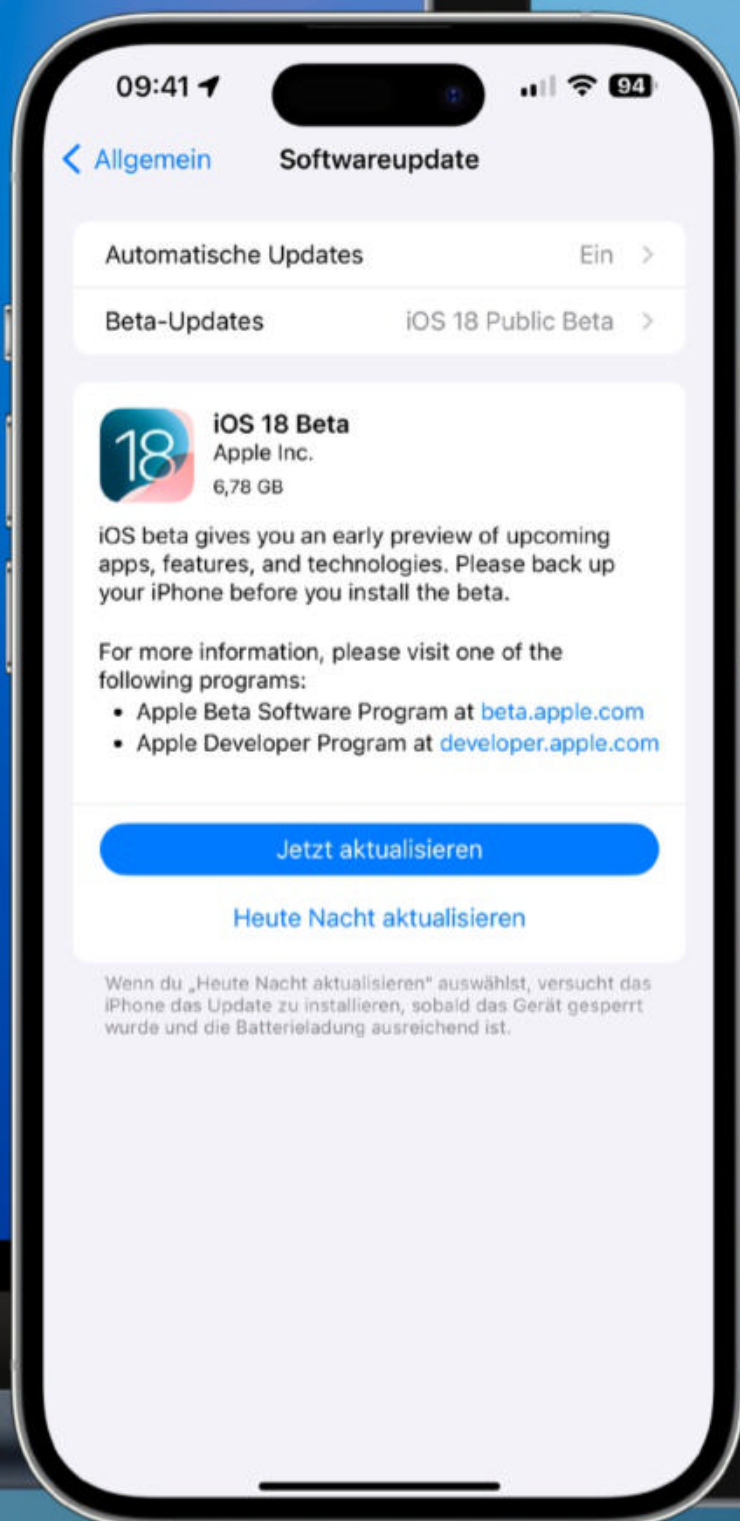 09:41
94
Allgemein
Softwareupdate
Automatische Updates
Ein
Beta-Updates
iOS 18 Public Beta
18
iOS 18 Beta
Apple Inc.
6,78 GB
iOS beta gives you an early preview of upcoming
apps, features, and technologies. Please back up
your iPhone before you install the beta.
For more information, please visit one of the
following programs:
• Apple Beta Software Program at beta.apple.com
• Apple Developer Program at developer.apple.com
Jetzt aktualisieren
Heute Nacht aktualisieren
Wenn du „Heute Nacht aktualisieren“ auswählst, versucht das
iPhone das Update zu installieren, sobald das Gerät gesperrt
wurde und die Batterieladung ausreichend ist.